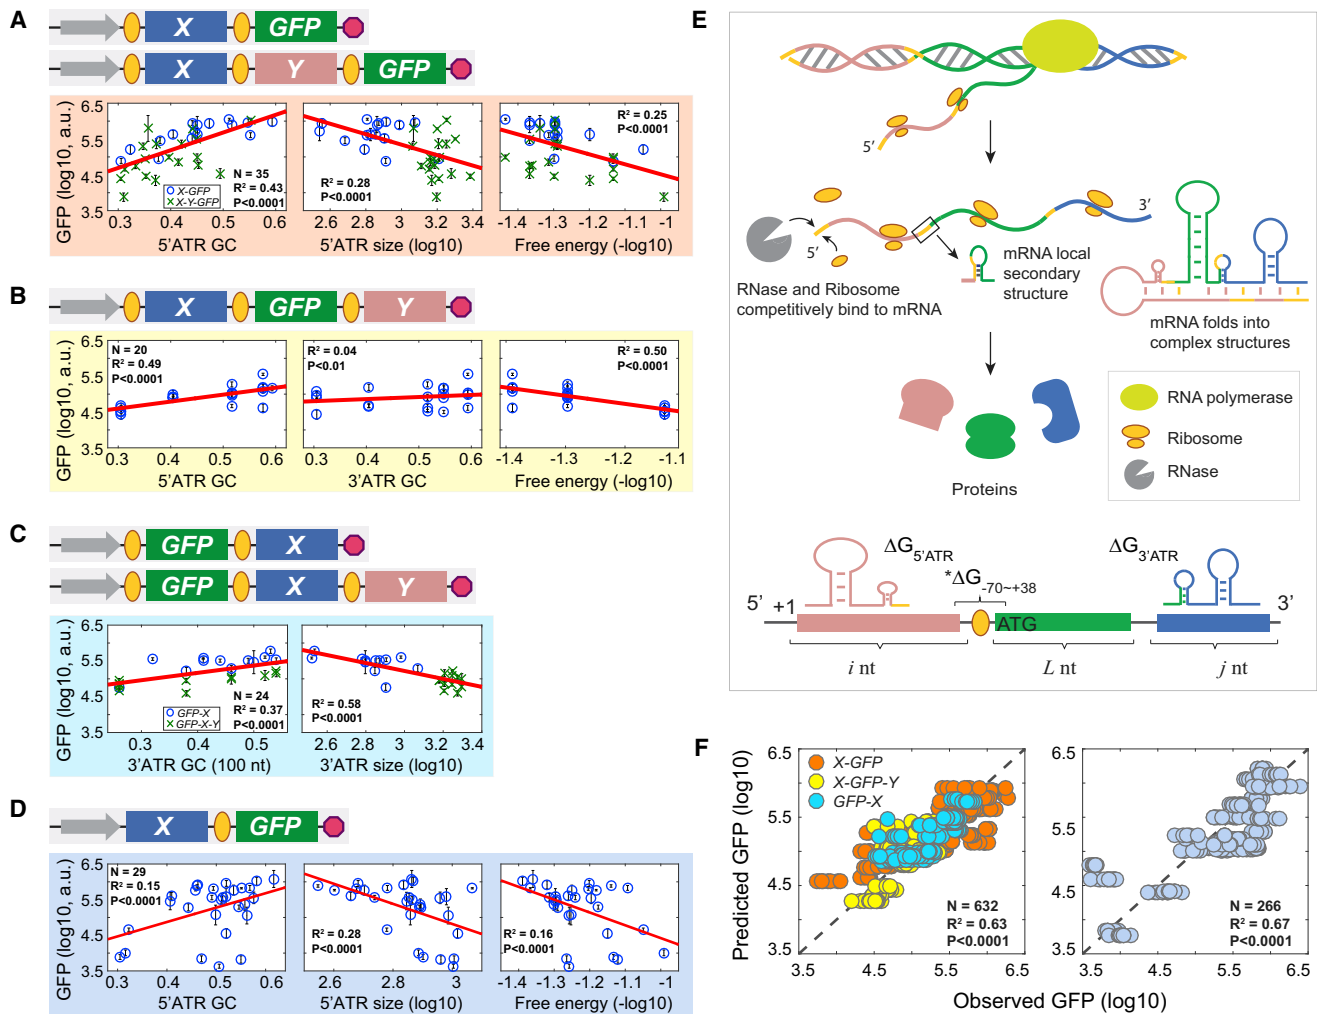 A
X
GFP
X
Y
GFP
GFP (log10, a.u.)
6.5
5.5
4.5
3.5
N = 35
R² = 0.43
P<0.0001
X-GFP
X-Y-GFP
0.3 0.4 0.5 0.6
5'ATR GC
R² = 0.28
P<0.0001
2.6 2.8 3 3.2 3.4
5'ATR size (log10)
R² = 0.25
P<0.0001
-1.4 -1.3 -1.2 -1.1 -1
Free energy (-log10)
B
X
GFP
Y
GFP (log10, a.u.)
6.5
5.5
4.5
3.5
N = 20
R² = 0.49
P<0.0001
0.3 0.4 0.5 0.6
5'ATR GC
R² = 0.04
P<0.01
0.3 0.4 0.5 0.6
3'ATR GC
R² = 0.50
P<0.0001
-1.4 -1.3 -1.2 -1.1
Free energy (-log10)
C
GFP
X
GFP
X
Y
GFP (log10, a.u.)
6.5
5.5
4.5
3.5
GFP-X
GFP-X-Y
N = 24
R² = 0.37
P<0.0001
0.3 0.4 0.5
3'ATR GC (100 nt)
R² = 0.58
P<0.0001
2.6 2.8 3 3.2 3.4
3'ATR size (log10)
D
X
GFP
GFP (log10, a.u.)
6.5
5.5
4.5
3.5
N = 29
R² = 0.15
P<0.0001
0.3 0.4 0.5 0.6
5'ATR GC
R² = 0.28
P<0.0001
2.6 2.8 3
5'ATR size (log10)
R² = 0.16
P<0.0001
-1.5 -1.4 -1.3 -1.2 -1.1 -1
Free energy (-log10)
E
5'
3'
5'
RNase and Ribosome
competitively bind to mRNA
mRNA local
secondary
structure
mRNA folds into
complex structures
Proteins
RNA polymerase
Ribosome
RNase
ΔG5'ATR
*ΔG-70~+38
ΔG3'ATR
5'
+1
ATG
3'
i nt
L nt
j nt
F
Predicted GFP (log10)
6.5
5.5
4.5
3.5
X-GFP
X-GFP-Y
GFP-X
N = 632
R² = 0.63
P<0.0001
3.5 4.5 5.5 6.5
6.5
5.5
4.5
3.5
N = 266
R² = 0.67
P<0.0001
3.5 4.5 5.5 6.5
Observed GFP (log10)